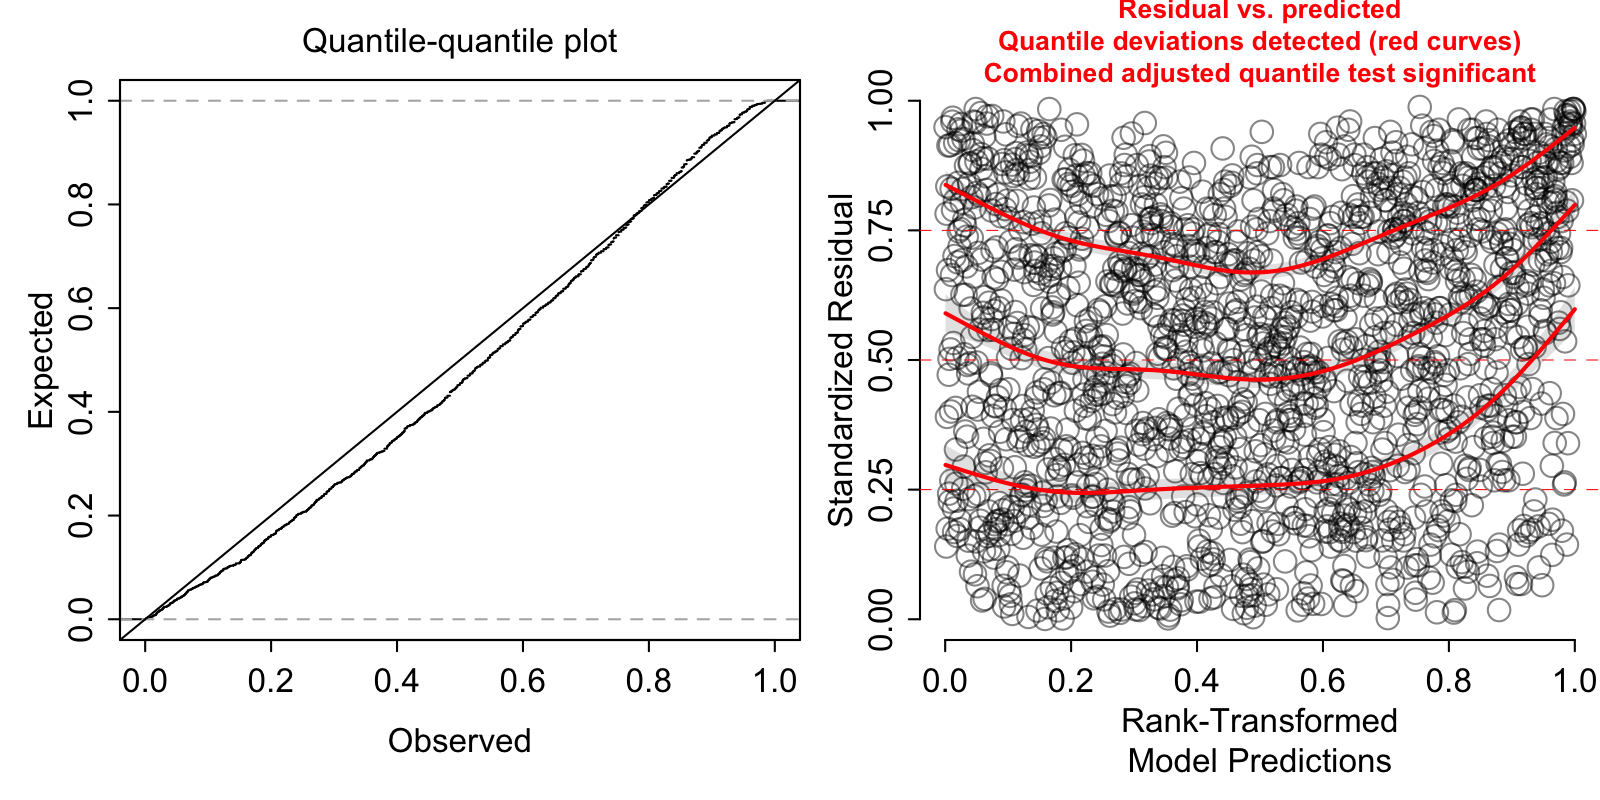 Quantile-quantile plot
Expected
0.0 0.2 0.4 0.6 0.8 1.0
0.0 0.2 0.4 0.6 0.8 1.0
Observed
Residual vs. predicted
Quantile deviations detected (red curves)
Combined adjusted quantile test significant
Standardized Residual
0.00 0.25 0.50 0.75 1.00
0.0 0.2 0.4 0.6 0.8 1.0
Rank-Transformed
Model Predictions